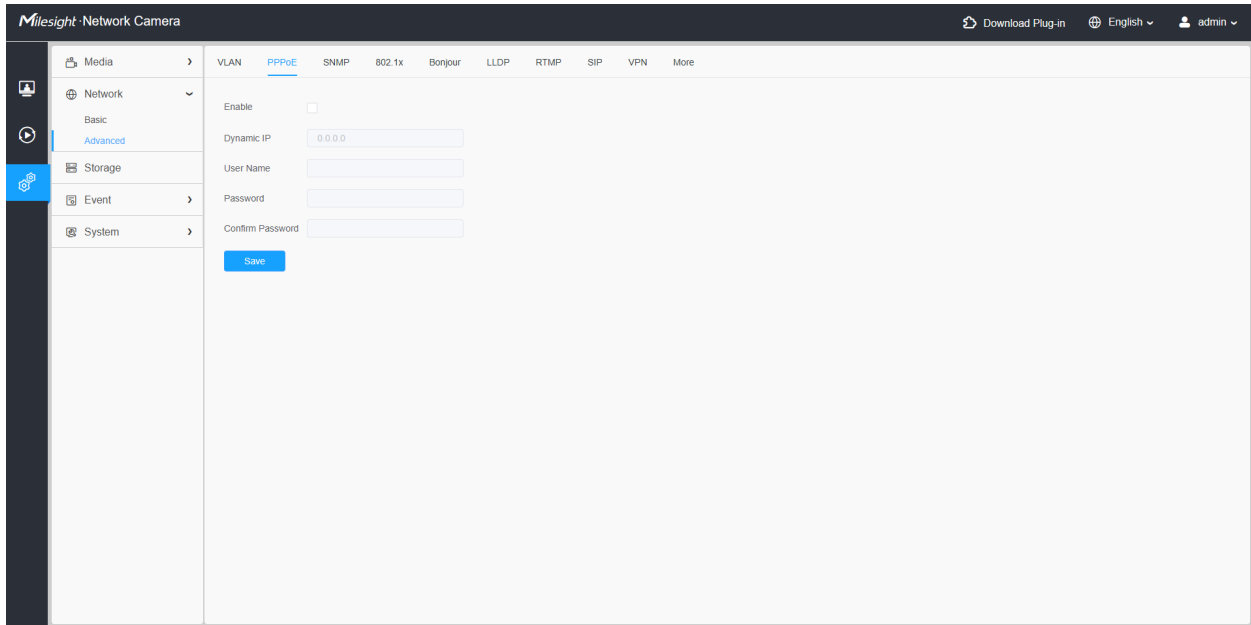 Milesight·Network Camera
Download Plug-in
English
admin
Media
Network
Basic
Advanced
Storage
Event
System
VLAN PPPoE SNMP 802.1x Bonjour LLDP RTMP SIP VPN More
Enable
Dynamic IP 0.0.0.0
User Name
Password
Confirm Password
Save